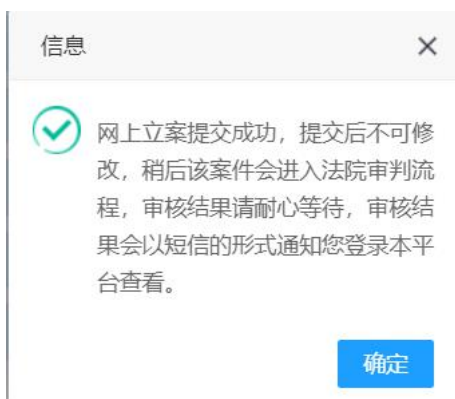 信息
网上立案提交成功，提交后不可修
改，稍后该案件会进入法院审判流
程，审核结果请耐心等待，审核结
果会以短信的形式通知您登录本平
台查看。
确定